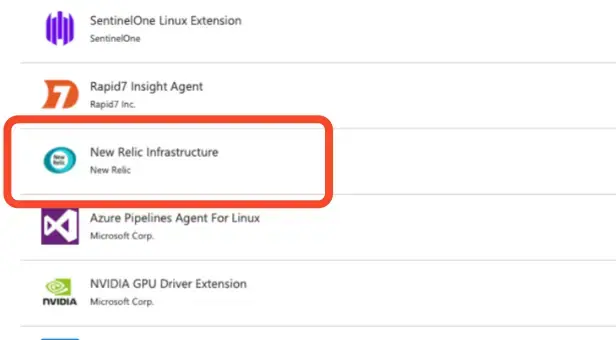 SentinelOne Linux Extension
SentinelOne
Rapid7 Insight Agent
Rapid7 Inc.
New Relic
New Relic Infrastructure
New Relic
Azure Pipelines Agent For Linux
Microsoft Corp.
NVIDIA
NVIDIA GPU Driver Extension
Microsoft Corp.